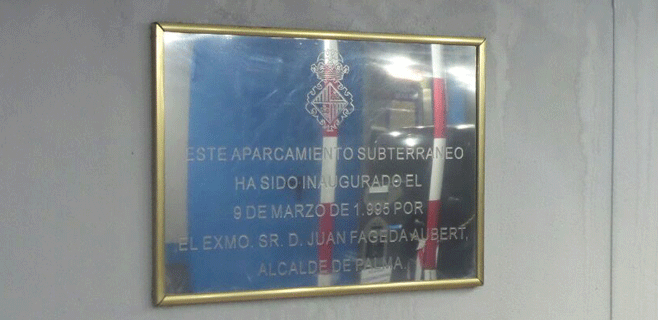 ESTE APARCAMIENTO SUBTERRANEO
HA SIDO INAUGURADO EL
9 DE MARZO DE 1.995 POR
EL EXMO. SR. D. JUAN FAGEDA AUBERT,
ALCALDE DE PALMA.